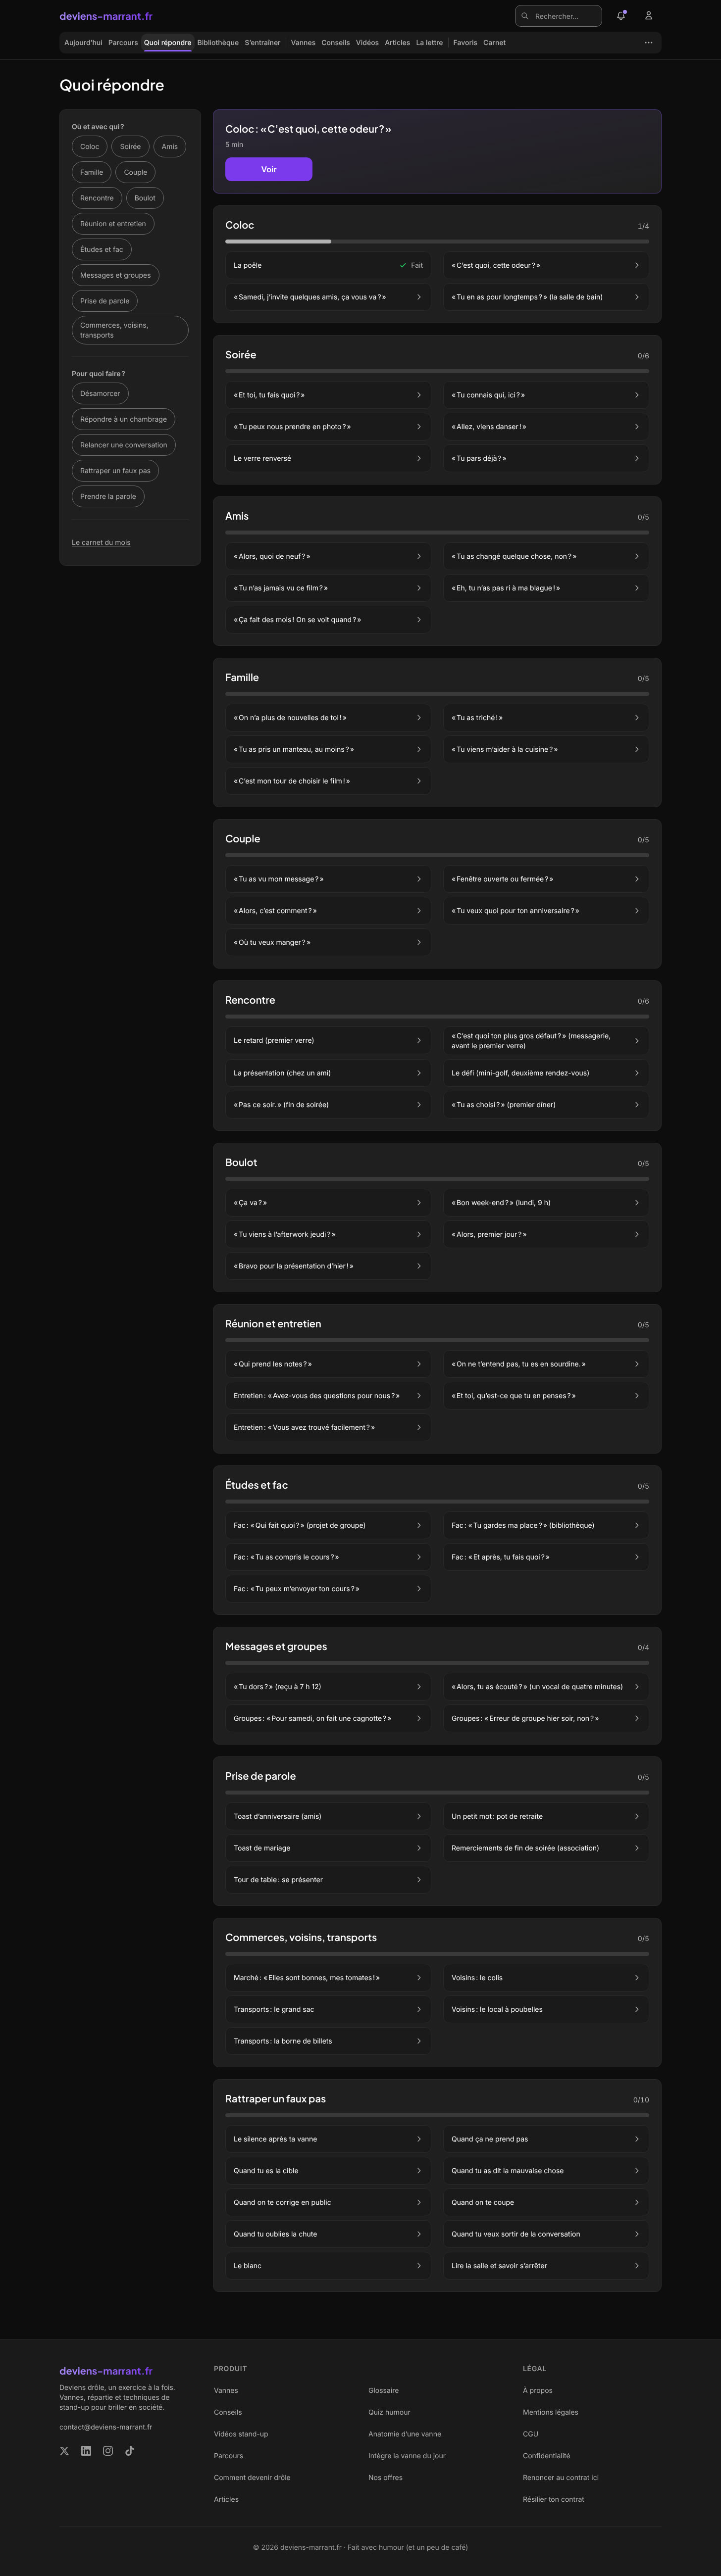 deviens-marrant.fr
Rechercher...
Aujourd'hui Parcours Quoi répondre Bibliothèque S'entraîner Vannes Conseils Vidéos Articles La lettre Favoris Carnet
Quoi répondre
Où et avec qui ?
Coloc Soirée Amis
Famille Couple
Rencontre Boulot
Réunion et entretien
Études et fac
Messages et groupes
Prise de parole
Commerces, voisins,
transports
Pour quoi faire ?
Désamorcer
Répondre à un chambrage
Relancer une conversation
Rattraper un faux pas
Prendre la parole
Le carnet du mois
Coloc : « C'est quoi, cette odeur ? »
5 min
Voir
Coloc 1/4
La poêle Fait
« C'est quoi, cette odeur ? »
« Samedi, j'invite quelques amis, ça vous va ? »
« Tu en as pour longtemps ? » (la salle de bain)
Soirée 0/6
« Et toi, tu fais quoi ? »
« Tu connais qui, ici ? »
« Tu peux nous prendre en photo ? »
« Allez, viens danser ! »
Le verre renversé
« Tu pars déjà ? »
Amis 0/5
« Alors, quoi de neuf ? »
« Tu as changé quelque chose, non ? »
« Tu n'as jamais vu ce film ? »
« Eh, tu n'as pas ri à ma blague ! »
« Ça fait des mois ! On se voit quand ? »
Famille 0/5
« On n'a plus de nouvelles de toi ! »
« Tu as triché ! »
« Tu as pris un manteau, au moins ? »
« Tu viens m'aider à la cuisine ? »
« C'est mon tour de choisir le film ! »
Couple 0/5
« Tu as vu mon message ? »
« Fenêtre ouverte ou fermée ? »
« Alors, c'est comment ? »
« Tu veux quoi pour ton anniversaire ? »
« Où tu veux manger ? »
Rencontre 0/6
Le retard (premier verre)
« C'est quoi ton plus gros défaut ? » (messagerie,
avant le premier verre)
La présentation (chez un ami)
Le défi (mini-golf, deuxième rendez-vous)
« Pas ce soir. » (fin de soirée)
« Tu as choisi ? » (premier dîner)
Boulot 0/5
« Ça va ? »
« Bon week-end ? » (lundi, 9 h)
« Tu viens à l'afterwork jeudi ? »
« Alors, premier jour ? »
« Bravo pour la présentation d'hier ! »
Réunion et entretien 0/5
« Qui prend les notes ? »
« On ne t'entend pas, tu es en sourdine. »
Entretien : « Avez-vous des questions pour nous ? »
« Et toi, qu'est-ce que tu en penses ? »
Entretien : « Vous avez trouvé facilement ? »
Études et fac 0/5
Fac : « Qui fait quoi ? » (projet de groupe)
Fac : « Tu gardes ma place ? » (bibliothèque)
Fac : « Tu as compris le cours ? »
Fac : « Et après, tu fais quoi ? »
Fac : « Tu peux m'envoyer ton cours ? »
Messages et groupes 0/4
« Tu dors ? » (reçu à 7 h 12)
« Alors, tu as écouté ? » (un vocal de quatre minutes)
Groupes : « Pour samedi, on fait une cagnotte ? »
Groupes : « Erreur de groupe hier soir, non ? »
Prise de parole 0/5
Toast d'anniversaire (amis)
Un petit mot : pot de retraite
Toast de mariage
Remerciements de fin de soirée (association)
Tour de table : se présenter
Commerces, voisins, transports 0/5
Marché : « Elles sont bonnes, mes tomates ! »
Voisins : le colis
Transports : le grand sac
Voisins : le local à poubelles
Transports : la borne de billets
Rattraper un faux pas 0/10
Le silence après ta vanne
Quand ça ne prend pas
Quand tu es la cible
Quand tu as dit la mauvaise chose
Quand on te corrige en public
Quand on te coupe
Quand tu oublies la chute
Quand tu veux sortir de la conversation
Le blanc
Lire la salle et savoir s'arrêter
deviens-marrant.fr
Deviens drôle, un exercice à la fois.
Vannes, répartie et techniques de
stand-up pour briller en société.
contact@deviens-marrant.fr
PRODUIT
Vannes
Conseils
Vidéos stand-up
Parcours
Comment devenir drôle
Articles
Glossaire
Quiz humour
Anatomie d'une vanne
Intègre la vanne du jour
Nos offres
LÉGAL
À propos
Mentions légales
CGU
Confidentialité
Renoncer au contrat ici
Résilier ton contrat
© 2026 deviens-marrant.fr · Fait avec humour (et un peu de café)